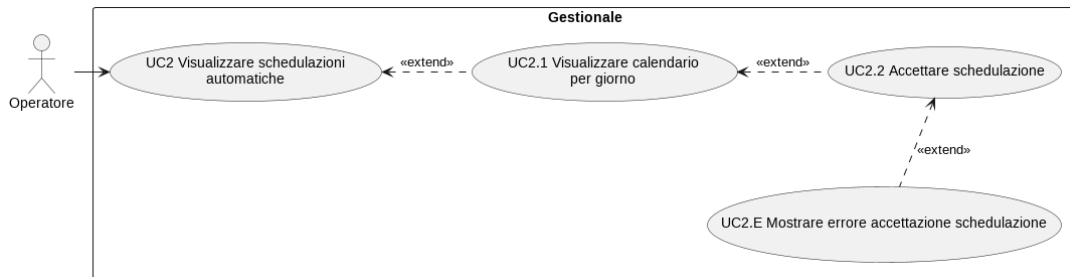 Gestionale
Operatore
UC2 Visualizzare schedulazioni
automatiche
«extend»
UC2.1 Visualizzare calendario
per giorno
«extend»
UC2.2 Accettare schedulazione
«extend»
UC2.E Mostrare errore accettazione schedulazione